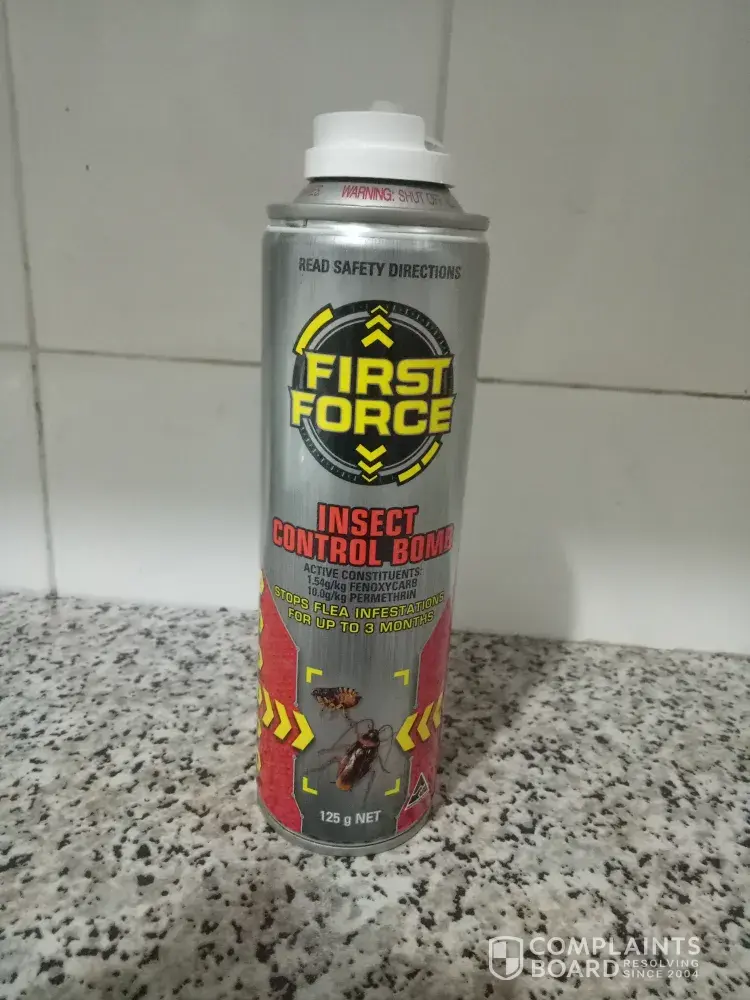 WARNING: SHUT OFF
READ SAFETY DIRECTIONS
FIRST
FORCE
INSECT
CONTROL BOMB
ACTIVE CONSTITUENTS:
1.54g/kg FENOXYCARB
10.0g/kg PERMETHRIN
STOPS FLEA INFESTATIONS
FOR UP TO 3 MONTHS
125 g NET
COMPLAINTS
BOARD RESOLVING
SINCE 2004